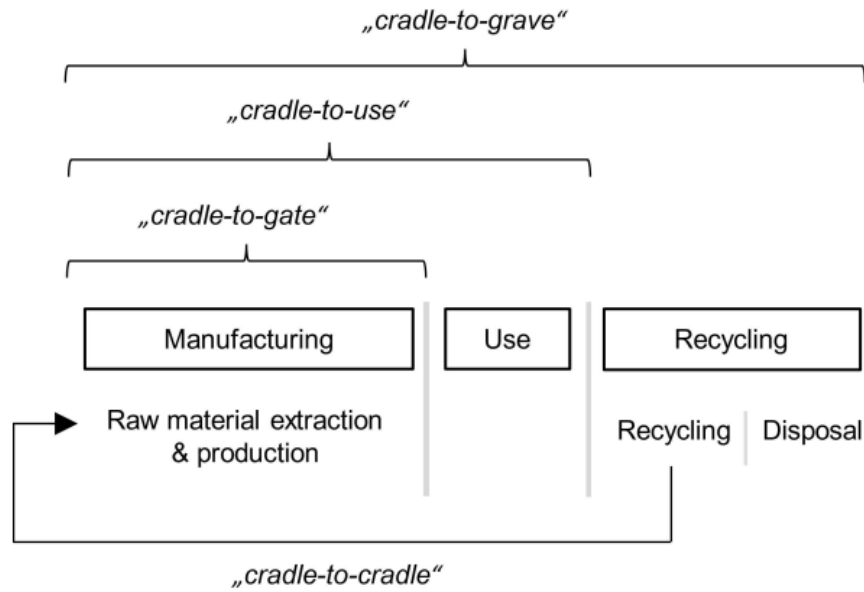 „cradle-to-grave“
„cradle-to-use“
„cradle-to-gate“
Manufacturing
Use
Recycling
Raw material extraction
& production
Recycling
Disposal
„cradle-to-cradle“